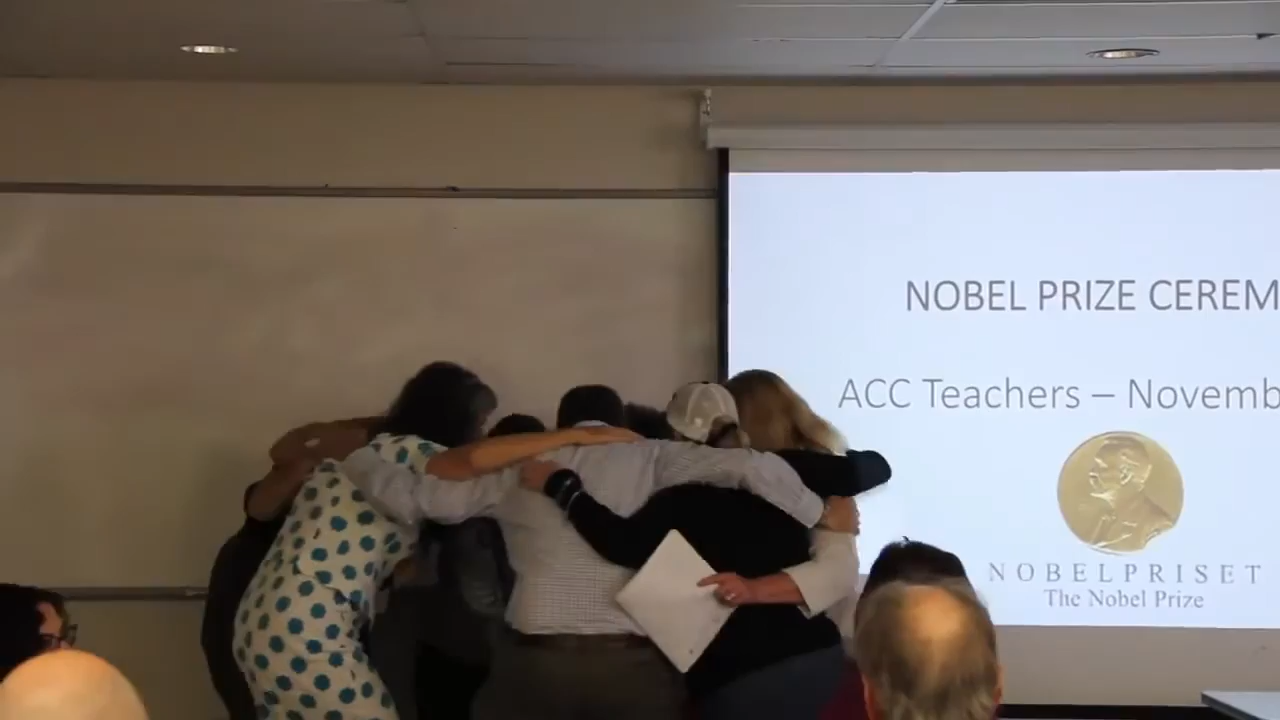 NOBEL PRIZE CEREM
ACC Teachers – Novemb
NOBELPRISET
The Nobel Prize